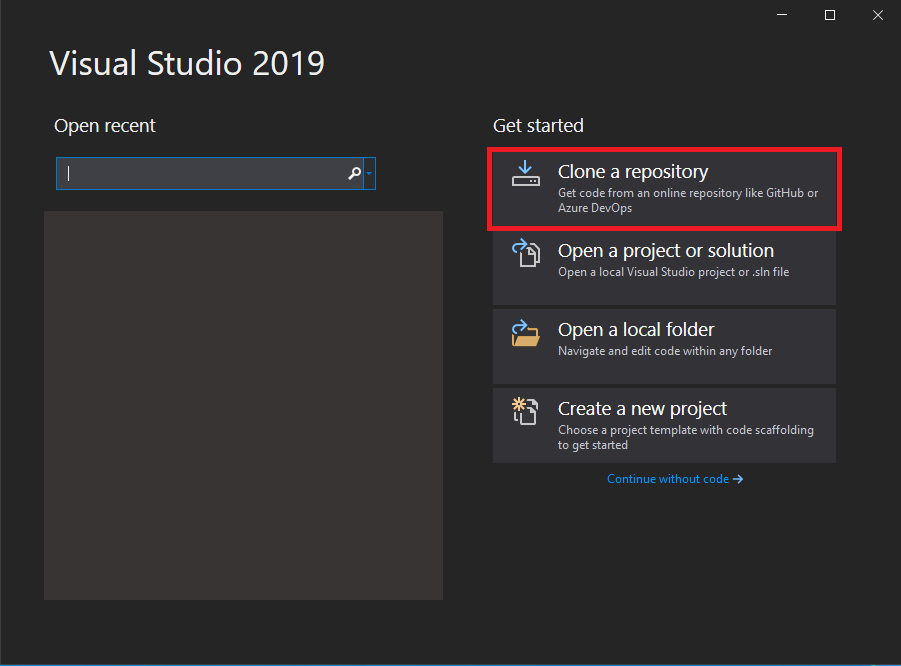 Visual Studio 2019
Open recent
Get started
Clone a repository
Get code from an online repository like GitHub or
Azure DevOps
Open a project or solution
Open a local Visual Studio project or .sln file
Open a local folder
Navigate and edit code within any folder
Create a new project
Choose a project template with code scaffolding
to get started
Continue without code